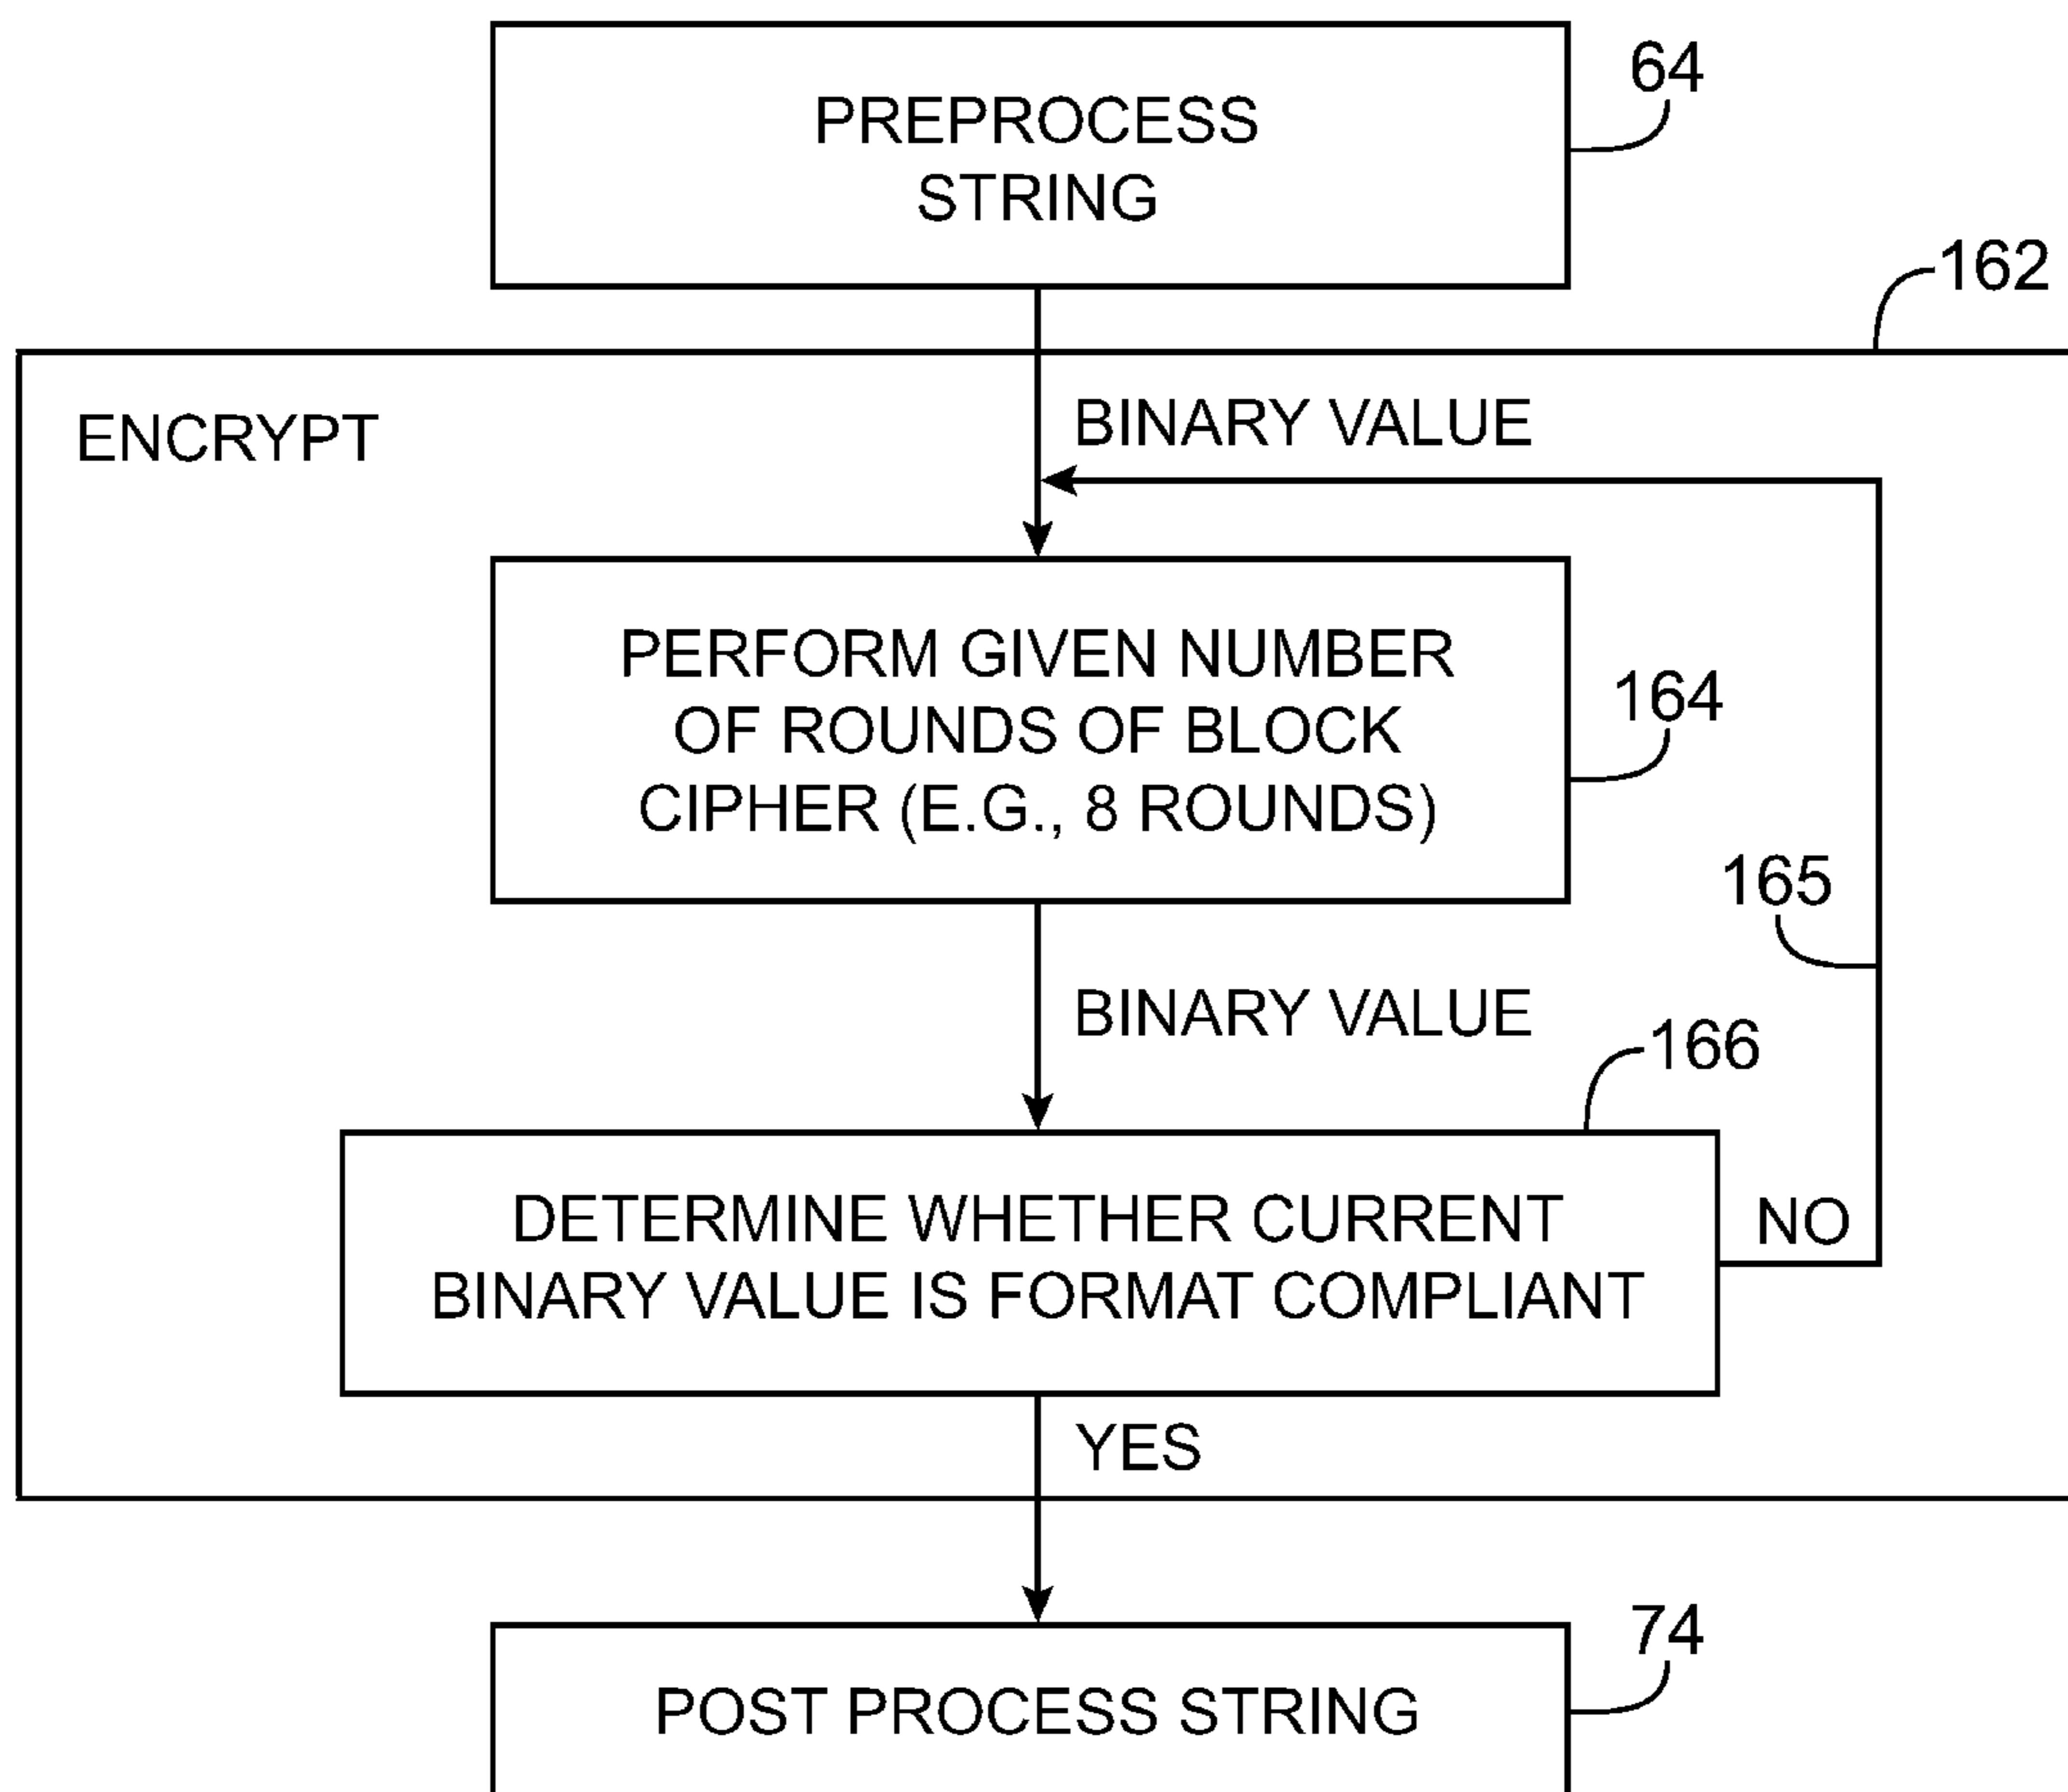 PREPROCESS
STRING
64
162
ENCRYPT
BINARY VALUE
PERFORM GIVEN NUMBER
OF ROUNDS OF BLOCK
CIPHER (E.G., 8 ROUNDS)
164
165
BINARY VALUE
166
DETERMINE WHETHER CURRENT
BINARY VALUE IS FORMAT COMPLIANT
NO
YES
74
POST PROCESS STRING